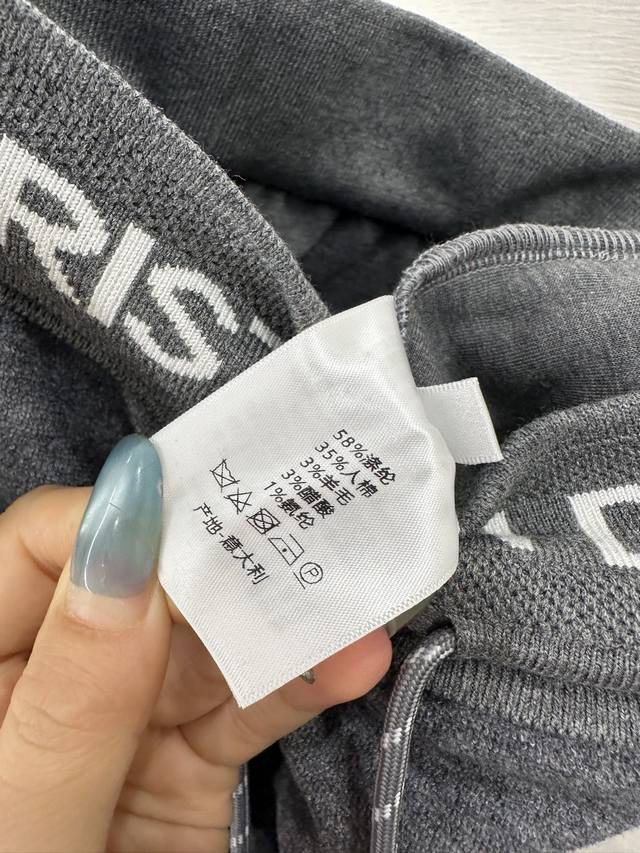 RIS
58%涤纶
35%人棉
3%羊毛
3%醋酸
1%氨纶
P
产地-意大利